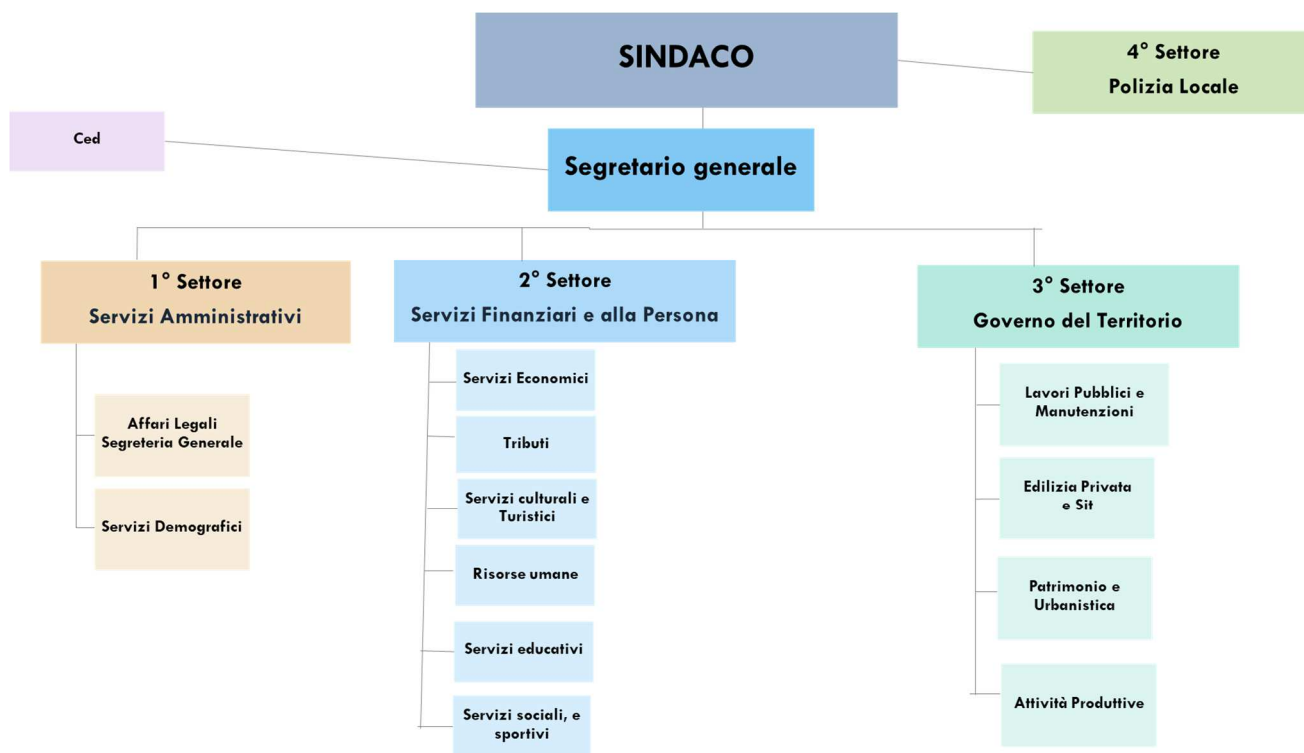 SINDACO
4° Settore
Polizia Locale
Ced
Segretario generale
1° Settore
Servizi Amministrativi
2° Settore
Servizi Finanziari e alla Persona
3° Settore
Governo del Territorio
Affari Legali
Segreteria Generale
Servizi Demografici
Servizi Economici
Tributi
Servizi culturali e
Turistici
Risorse umane
Servizi educativi
Servizi sociali, e
sportivi
Lavori Pubblici e
Manutenzioni
Edilizia Privata
e Sit
Patrimonio e
Urbanistica
Attività Produttive